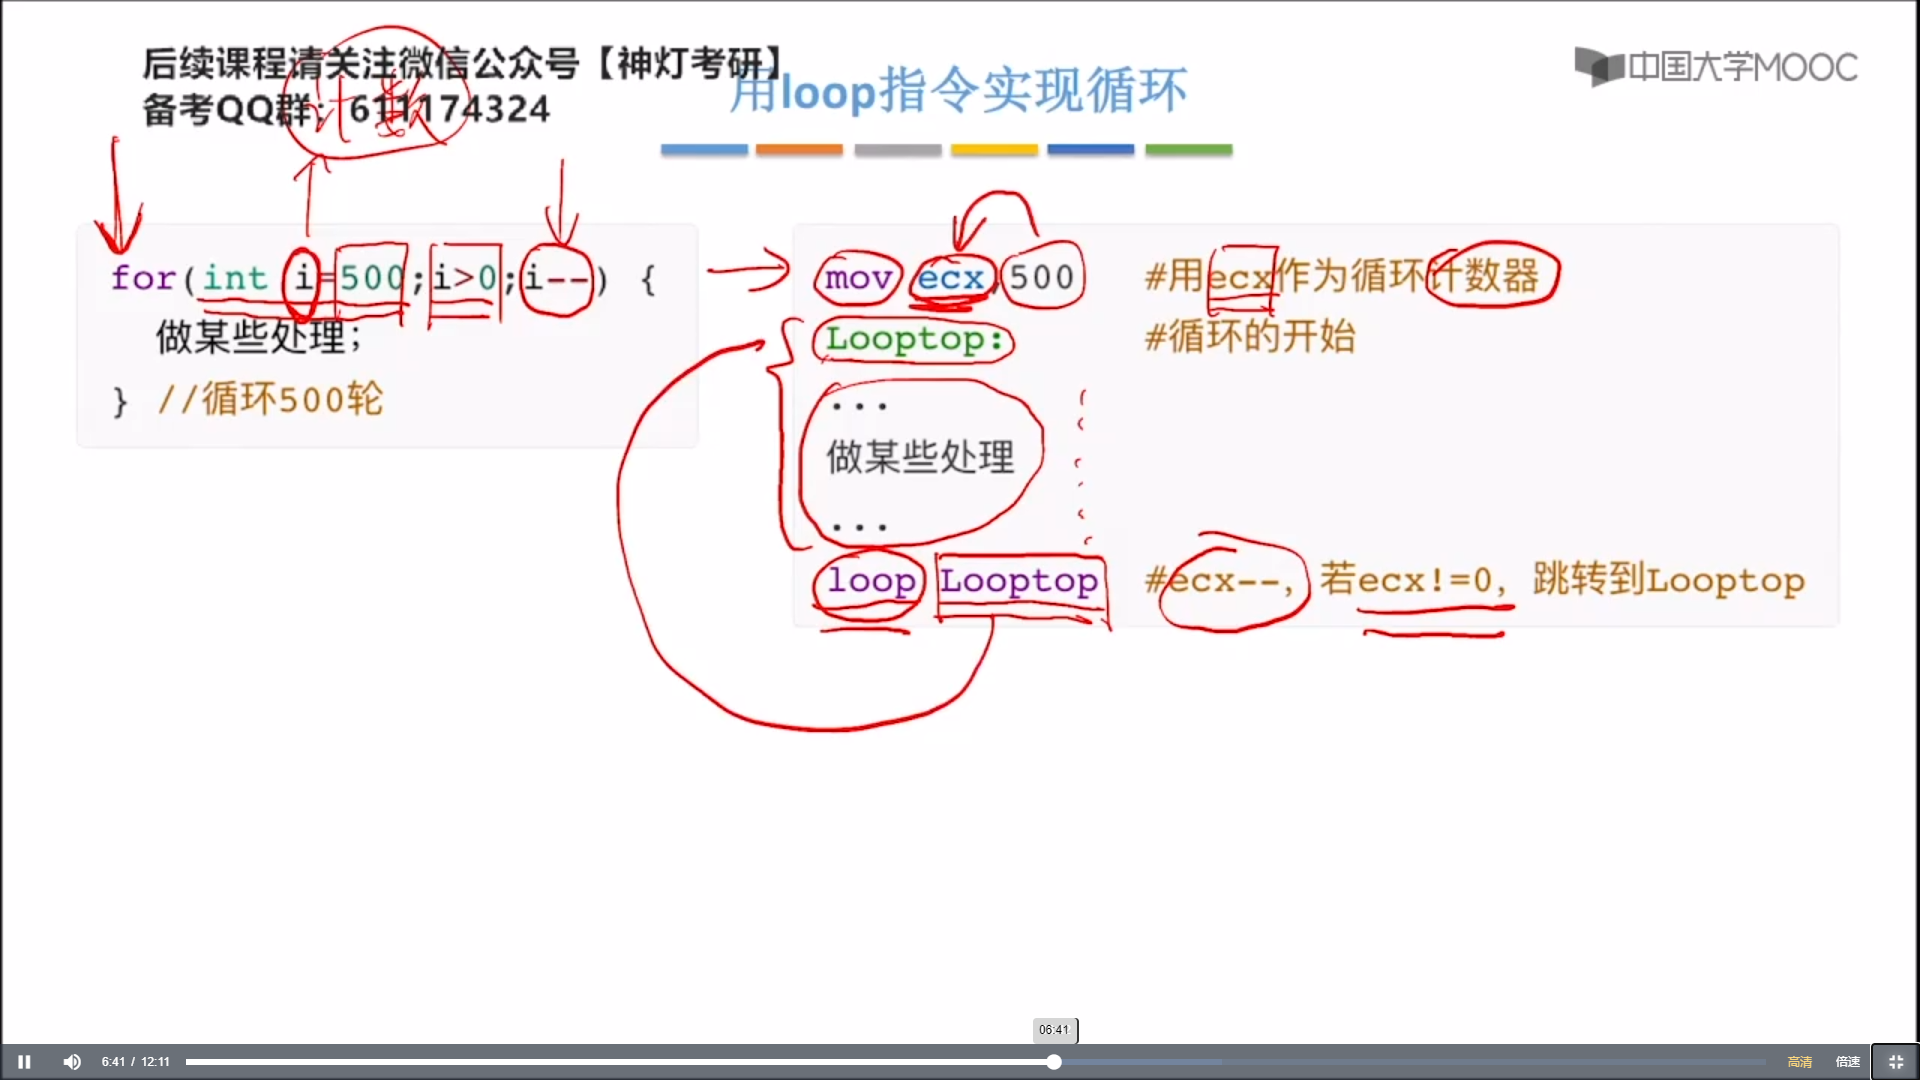 后续课程请关注微信公众号【神灯考研】
备考QQ群：611174324
计数
用loop指令实现循环
中国大学MOOC
for(int i=500;i>0;i--) {
做某些处理;
} //循环500轮
mov ecx,500 #用ecx作为循环计数器
Looptop: #循环的开始
...
做某些处理
...
loop Looptop #ecx--, 若ecx!=0, 跳转到Looptop
06:41
6:41 / 12:11
高清 倍速